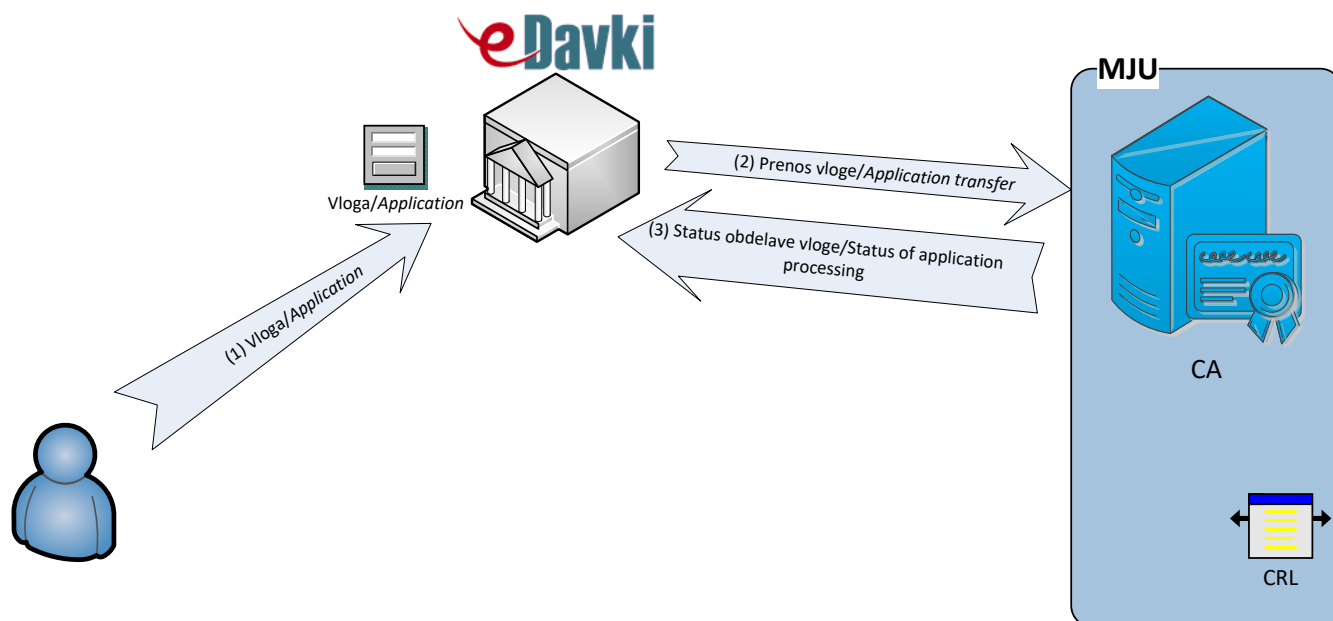 eDavki
MJU
Vloga/Application
(1) Vloga/Application
(2) Prenos vloge/Application transfer
(3) Status obdelave vloge/Status of application
processing
CA
CRL